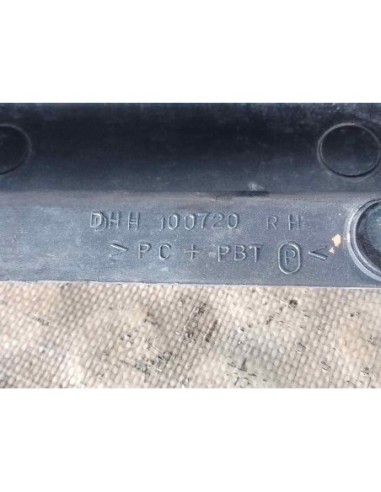 DHH 100720 RH
> PC + PBT P <